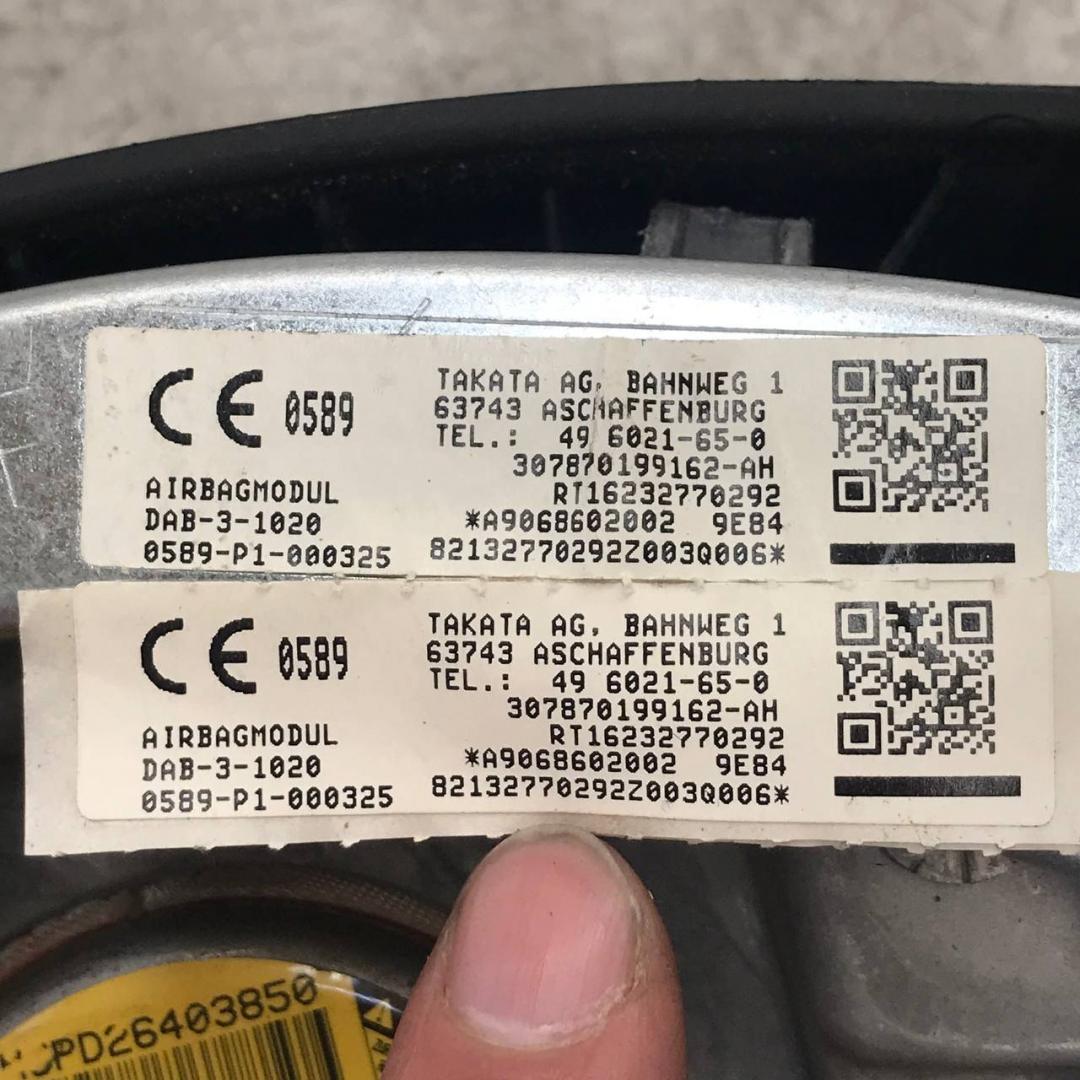 CE 0589
TAKATA AG, BAHNWEG 1
63743 ASCHAFFENBURG
TEL.: 49 6021-65-0
307870199162-AH
RT16232770292
*A9068602002 9E84
82132770292Z003Q006*
AIRBAGMODUL
DAB-3-1020
0589-P1-000325
CE 0589
TAKATA AG, BAHNWEG 1
63743 ASCHAFFENBURG
TEL.: 49 6021-65-0
307870199162-AH
RT16232770292
*A9068602002 9E84
82132770292Z003Q006*
AIRBAGMODUL
DAB-3-1020
0589-P1-000325
PD26403850